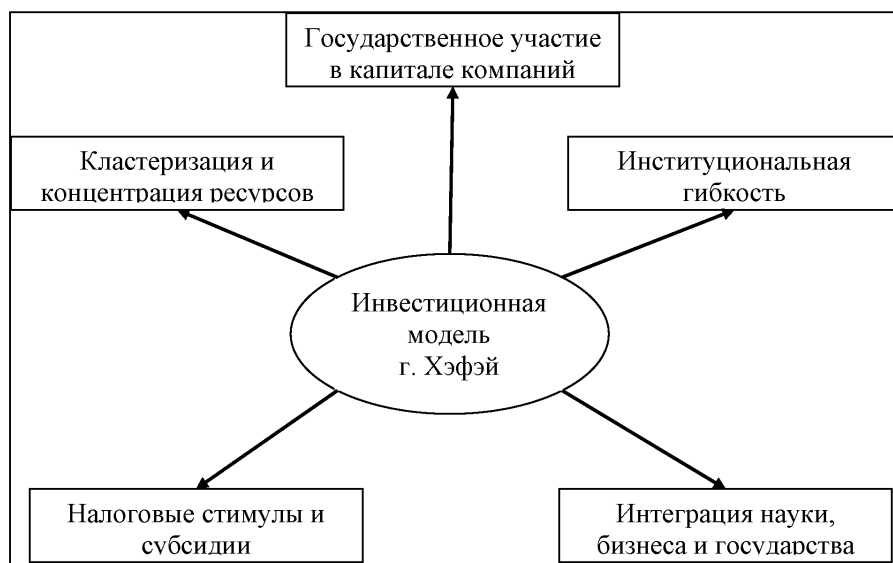 Государственное участие
в капитале компаний
Кластеризация и
концентрация ресурсов
Институциональная
гибкость
Инвестиционная
модель
г. Хэфэй
Налоговые стимулы и
субсидии
Интеграция науки,
бизнеса и государства